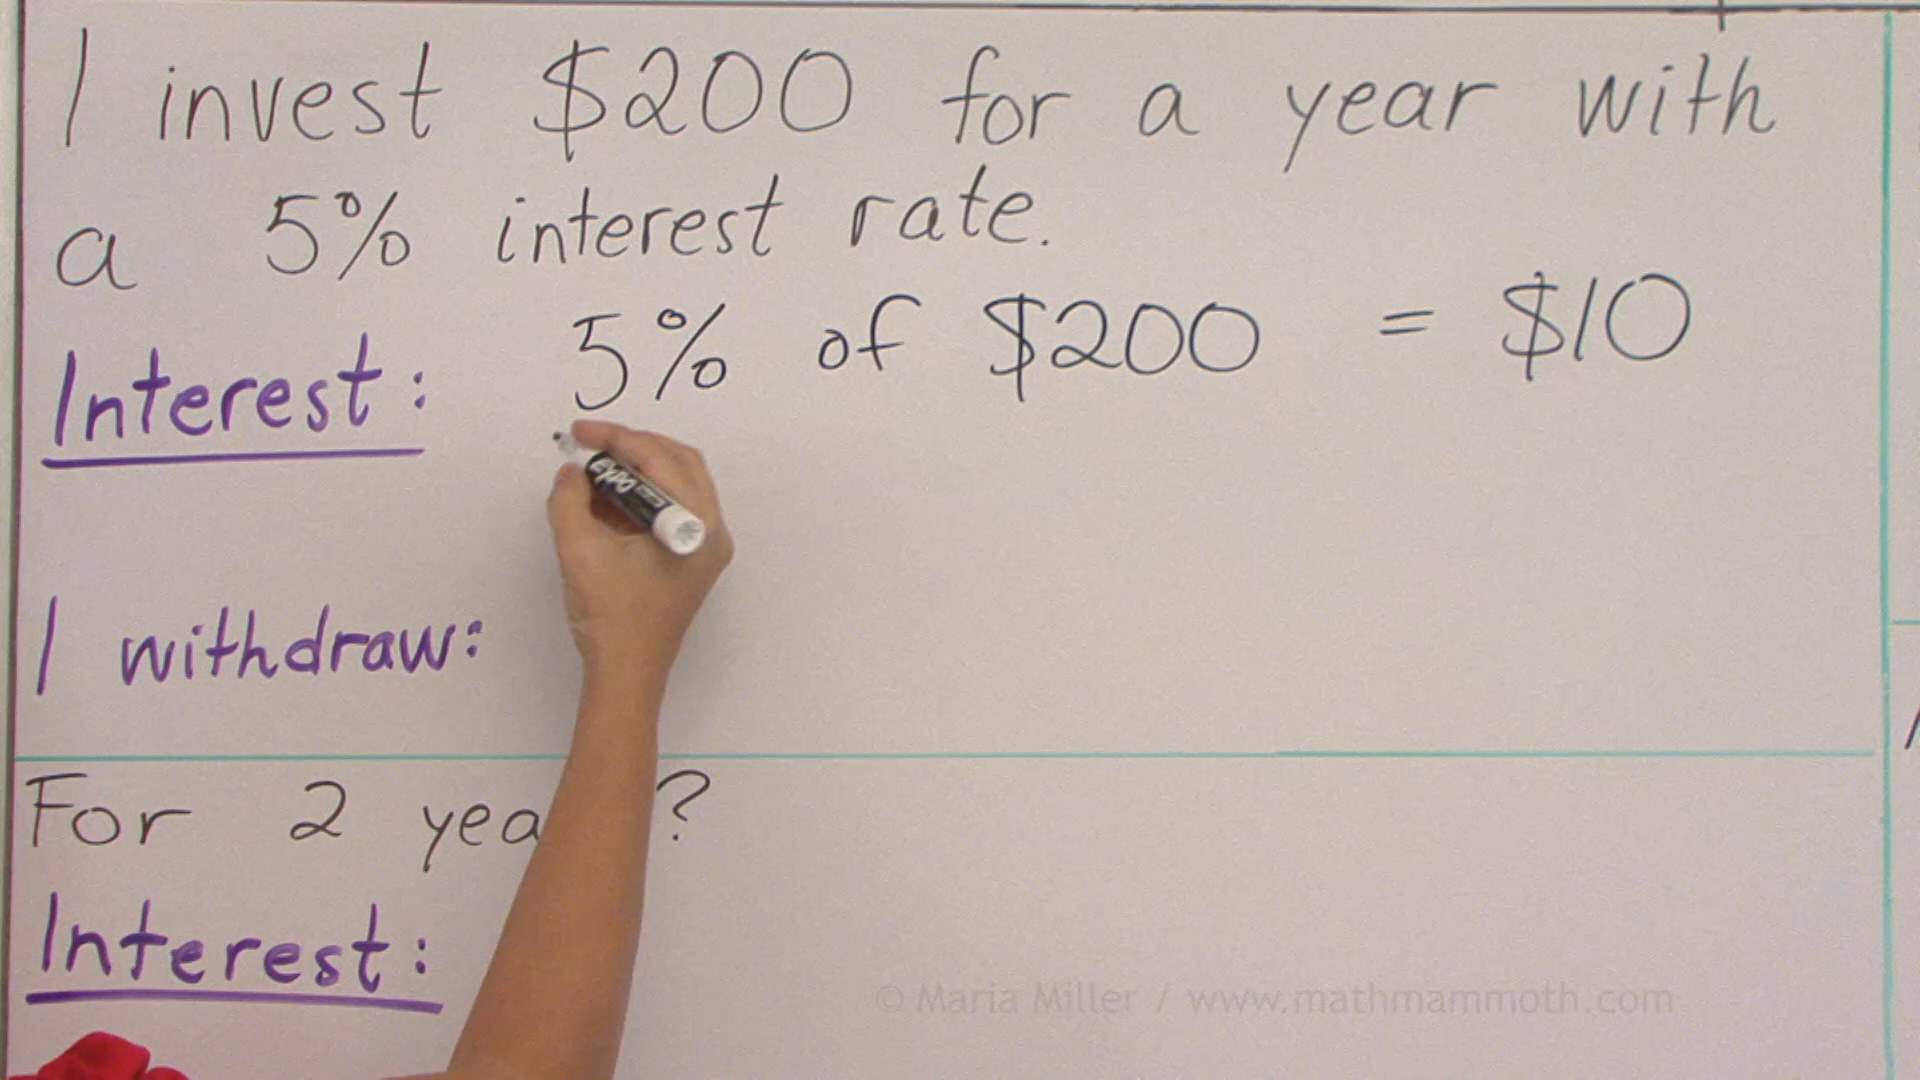 I invest $200 for a year with
a 5% interest rate.
Interest: 5% of $200 = $10
EXPO
I withdraw:
For 2 yea ?
Interest:
© Maria Miller / www.mathmammoth.com